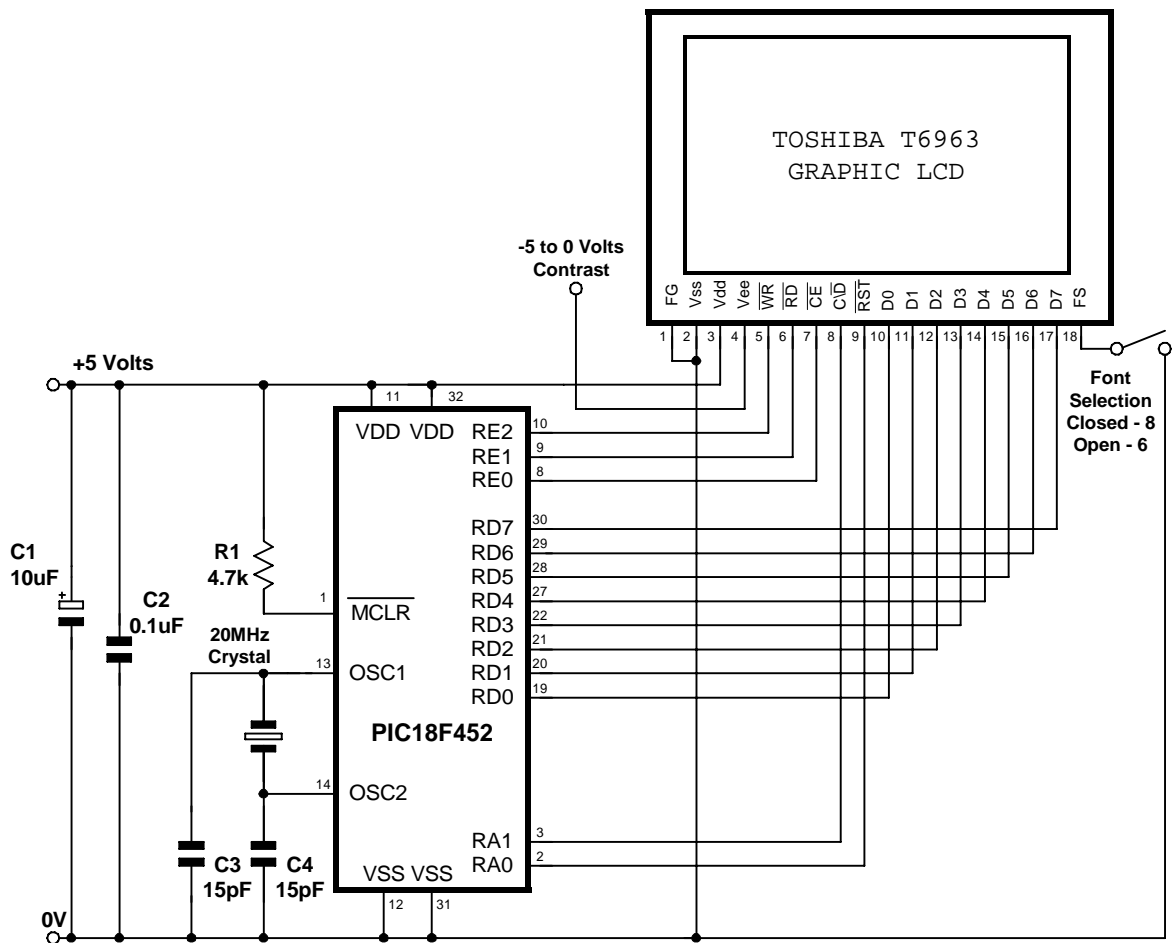 TOSHIBA T6963
GRAPHIC LCD
-5 to 0 Volts
Contrast
FG
Vss
Vdd
Vee
WR
RD
CE
C\D
RST
D0
D1
D2
D3
D4
D5
D6
D7
FS
1
2
3
4
5
6
7
8
9
10
11
12
13
14
15
16
17
18
Font
Selection
Closed - 8
Open - 6
+5 Volts
11
32
VDD VDD
RE2
10
RE1
9
RE0
8
RD7
30
RD6
29
RD5
28
RD4
27
RD3
22
RD2
21
RD1
20
RD0
19
C1
10uF
+
C2
0.1uF
R1
4.7k
1
MCLR
20MHz
Crystal
13
OSC1
PIC18F452
14
OSC2
RA1
3
RA0
2
C3
15pF
C4
15pF
VSS VSS
12
31
0V